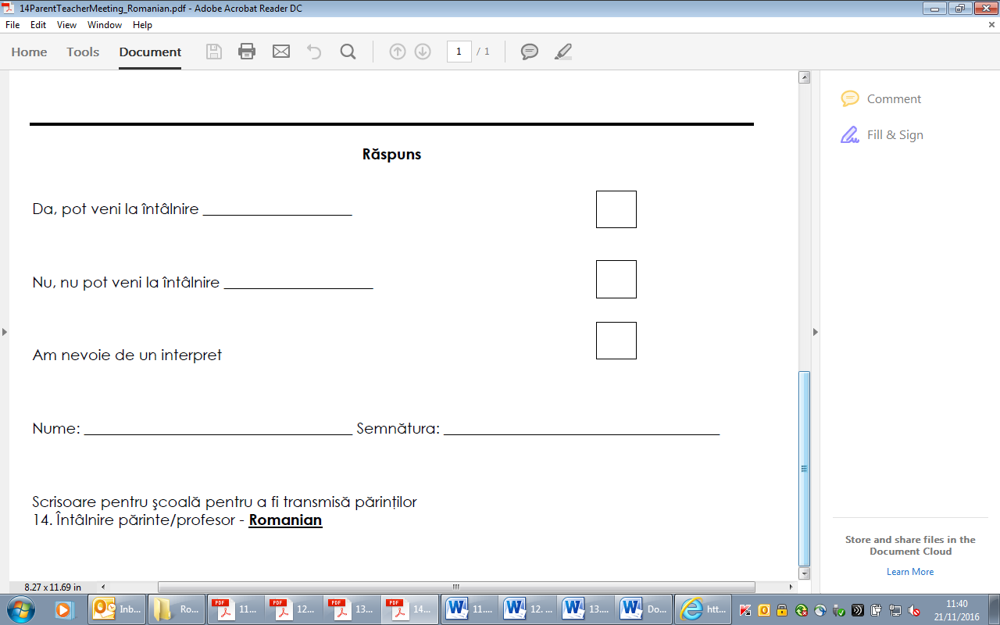 14ParentTeacherMeeting_Romanian.pdf - Adobe Acrobat Reader DC
File Edit View Window Help
Home Tools Document 1 / 1
Comment
Fill & Sign
Răspuns
Da, pot veni la întâlnire ___________________
Nu, nu pot veni la întâlnire ___________________
Am nevoie de un interpret
Nume: __________________________________ Semnătura: ___________________________________
Scrisoare pentru şcoală pentru a fi transmisă părinţilor
14. Întâlnire părinte/profesor - Romanian
Store and share files in the
Document Cloud
Learn More
8.27 x 11.69 in
Inb... Ro... 11... 12... 13... 14... 11.... 12. ... 13.... Do... htt...
11:40
21/11/2016